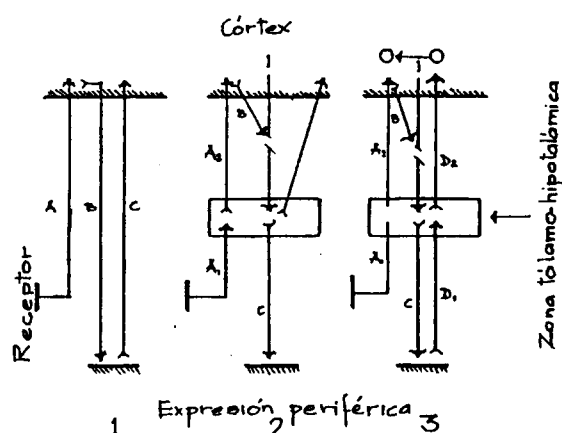 Córtex
A
B
C
Receptor
A2
B
A1
C
A2
B
D2
A1
C
D1
Zona tálamo-hipotalámica
Expresión periférica
1
2
3